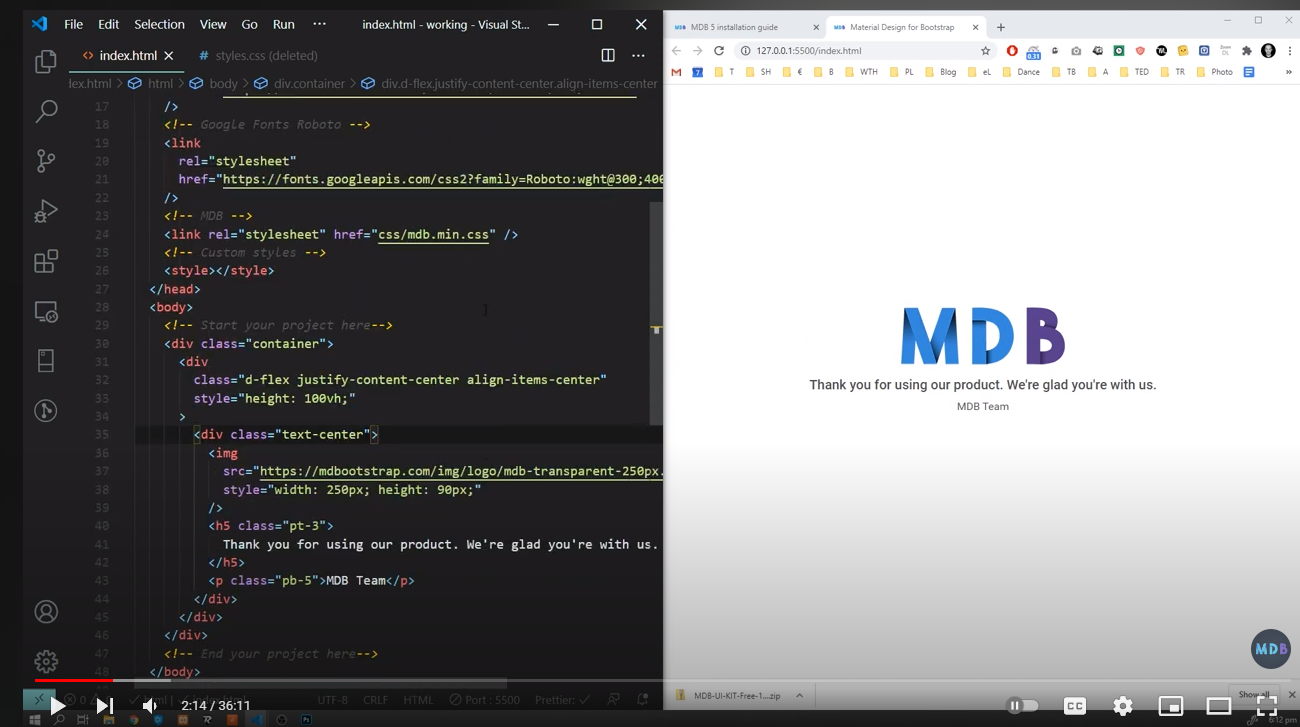 File Edit Selection View Go Run ··· index.html - working - Visual St...
index.html
# styles.css (deleted)
lex.html > html > body > div.container > div.d-flex.justify-content-center.align-items-center
17 />
18 <!-- Google Fonts Roboto -->
19 <link
20 rel="stylesheet"
21 href="https://fonts.googleapis.com/css2?family=Roboto:wght@300;400
22 />
23 <!-- MDB -->
24 <link rel="stylesheet" href="css/mdb.min.css" />
25 <!-- Custom styles -->
26 <style></style>
27 </head>
28 <body>
29 <!-- Start your project here-->
30 <div class="container">
31 <div
32 class="d-flex justify-content-center align-items-center"
33 style="height: 100vh;"
34 >
35 <div class="text-center">
36 <img
37 src="https://mdbootstrap.com/img/logo/mdb-transparent-250px.
38 style="width: 250px; height: 90px;"
39 />
40 <h5 class="pt-3">
41 Thank you for using our product. We're glad you're with us.
42 </h5>
43 <p class="pb-5">MDB Team</p>
44 </div>
45 </div>
46 </div>
47 <!-- End your project here-->
48 </body>
UTF-8 CRLF HTML Port : 5500 Prettier: ✓
2:14 / 36:11
MDB 5 installation guide
Material Design for Bootstrap
127.0.0.1:5500/index.html
T SH € B WTH PL Blog eL Dance TB A TED TR Photo »
MDB
Thank you for using our product. We're glad you're with us.
MDB Team
MDB
MDB-UI-KIT-Free-1....zip
Show all
CC
6:12 pm